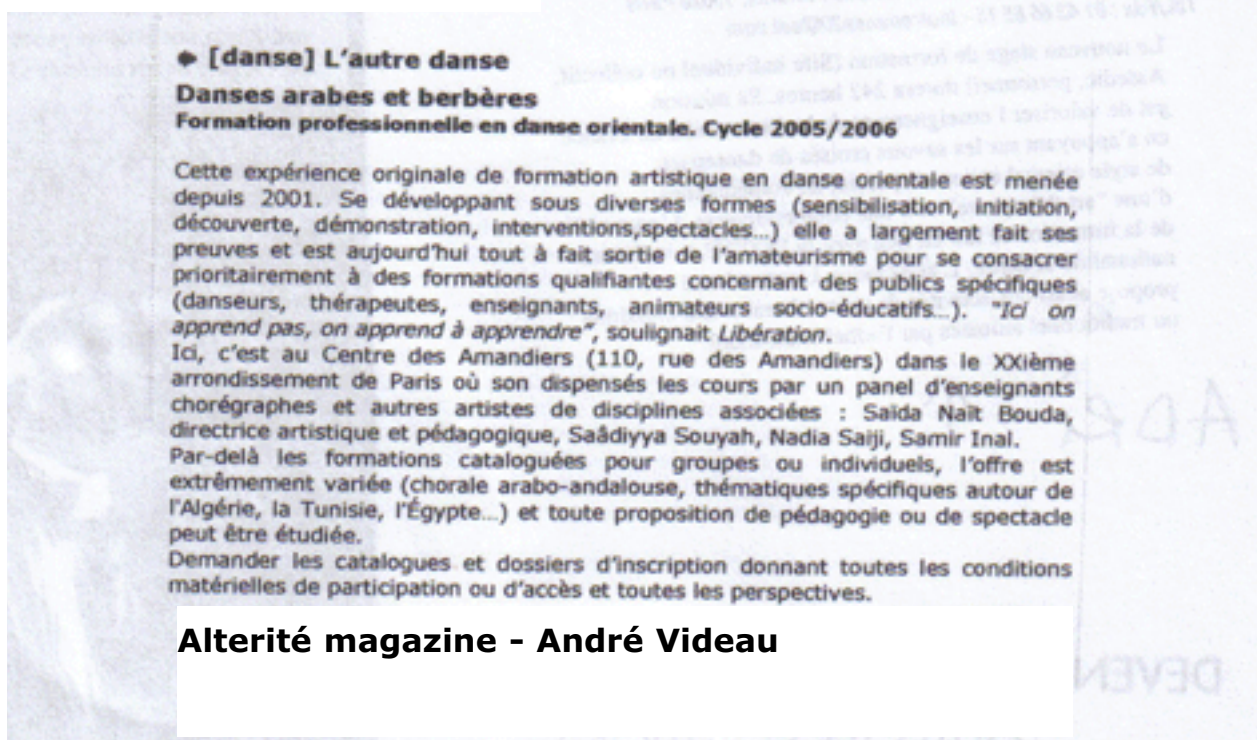 [danse] L'autre danse
Danses arabes et berbères
Formation professionnelle en danse orientale. Cycle 2005/2006
Cette expérience originale de formation artistique en danse orientale est menée
depuis 2001. Se développant sous diverses formes (sensibilisation, initiation,
découverte, démonstration, interventions,spectacles...) elle a largement fait ses
preuves et est aujourd'hui tout à fait sortie de l'amateurisme pour se consacrer
prioritairement à des formations qualifiantes concernant des publics spécifiques
(danseurs, thérapeutes, enseignants, animateurs socio-éducatifs...). "Ici on
apprend pas, on apprend à apprendre", soulignait Libération.
Ici, c'est au Centre des Amandiers (110, rue des Amandiers) dans le XXième
arrondissement de Paris où son dispensés les cours par un panel d'enseignants
chorégraphes et autres artistes de disciplines associées : Saïda Naït Bouda,
directrice artistique et pédagogique, Saâdiyya Souyah, Nadia Saiji, Samir Inal.
Par-delà les formations cataloguées pour groupes ou individuels, l'offre est
extrêmement variée (chorale arabo-andalouse, thématiques spécifiques autour de
l'Algérie, la Tunisie, l'Égypte...) et toute proposition de pédagogie ou de spectacle
peut être étudiée.
Demander les catalogues et dossiers d'inscription donnant toutes les conditions
matérielles de participation ou d'accès et toutes les perspectives.
Alterité magazine - André Videau